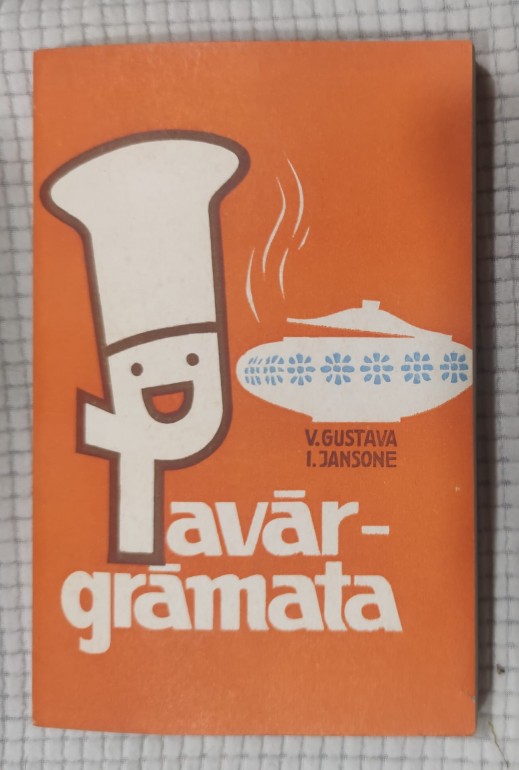 V. GUSTAVA
I. JANSONE
Pavār-
grāmata